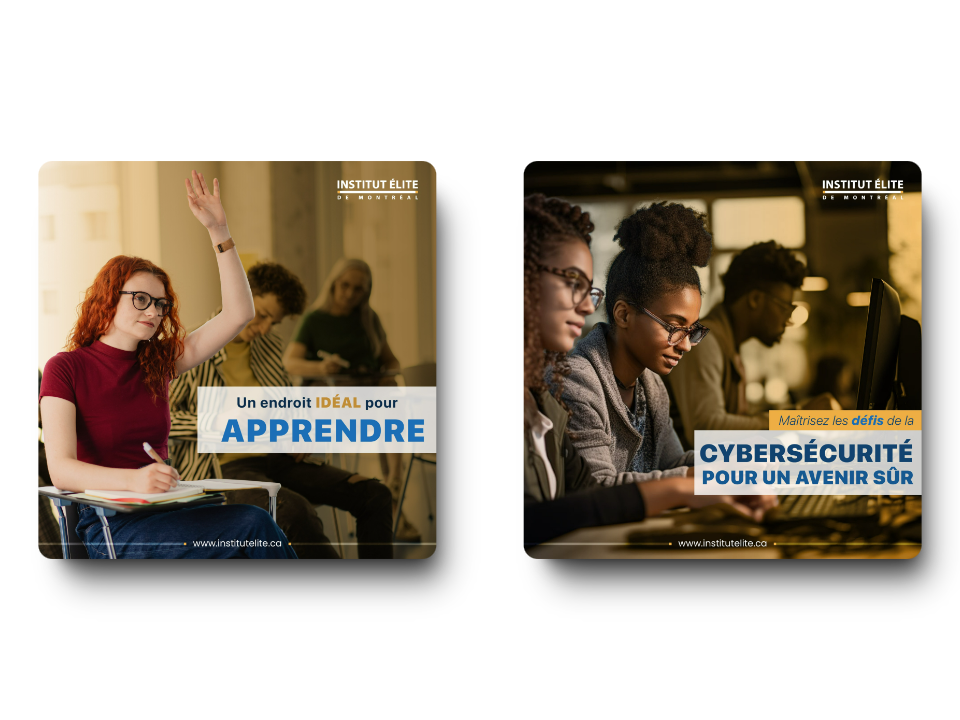 INSTITUT ÉLITE
DE MONTRÉAL
Un endroit IDÉAL pour
APPRENDRE
www.institutelite.ca
INSTITUT ÉLITE
DE MONTRÉAL
Maîtrisez les défis de la
CYBERSÉCURITÉ
POUR UN AVENIR SÛR
www.institutelite.ca